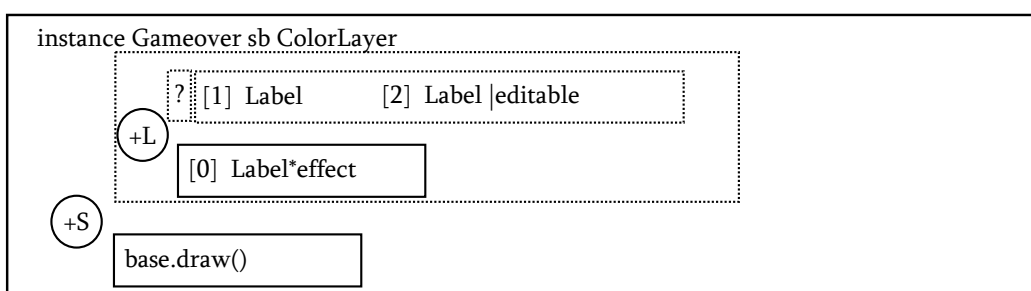 instance Gameover sb ColorLayer
? [1] Label [2] Label |editable
+L
[0] Label*effect
+S
base.draw()